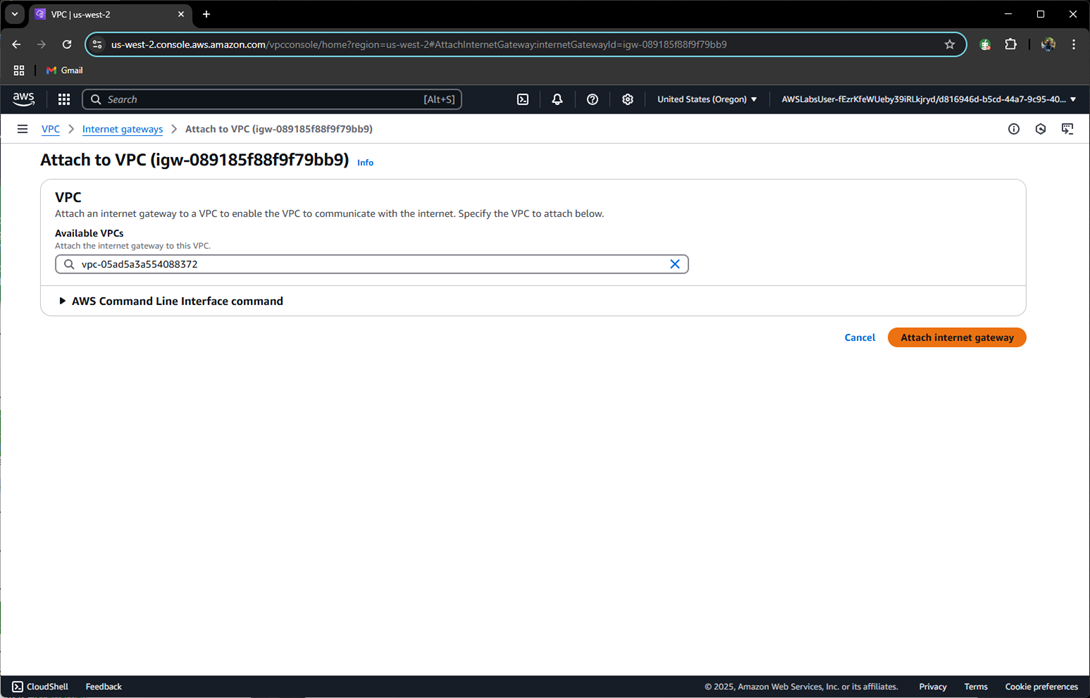 VPC | us-west-2
us-west-2.console.aws.amazon.com/vpcconsole/home?region=us-west-2#AttachInternetGateway:internetGatewayId=igw-089185f88f9f79bb9
Gmail
aws Search [Alt+S] United States (Oregon) AWSLabsUser-fEzrKfeWUeby39iRLkjryd/d816946d-b5cd-44a7-9c95-40...
VPC Internet gateways Attach to VPC (igw-089185f88f9f79bb9)
Attach to VPC (igw-089185f88f9f79bb9) Info
VPC
Attach an internet gateway to a VPC to enable the VPC to communicate with the internet. Specify the VPC to attach below.
Available VPCs
Attach the internet gateway to this VPC.
vpc-05ad5a3a554088372
AWS Command Line Interface command
Cancel Attach internet gateway
CloudShell Feedback © 2025, Amazon Web Services, Inc. or its affiliates. Privacy Terms Cookie preferences